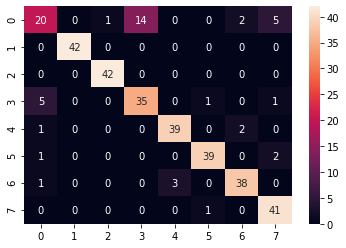 0 20 0 1 14 0 0 2 5
1 0 42 0 0 0 0 0 0
2 0 0 42 0 0 0 0 0
3 5 0 0 35 0 1 0 1
4 1 0 0 0 39 0 2 0
5 1 0 0 0 0 39 0 2
6 1 0 0 0 3 0 38 0
7 0 0 0 0 0 1 0 41
0 1 2 3 4 5 6 7
40
35
30
25
20
15
10
5
0